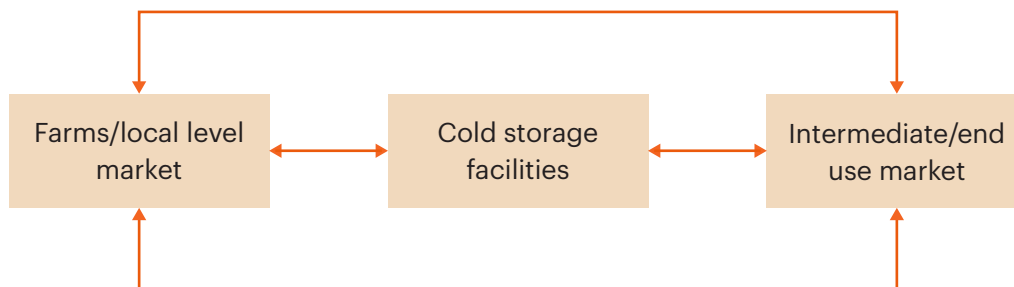 Farms/local level
market
Cold storage
facilities
Intermediate/end
use market